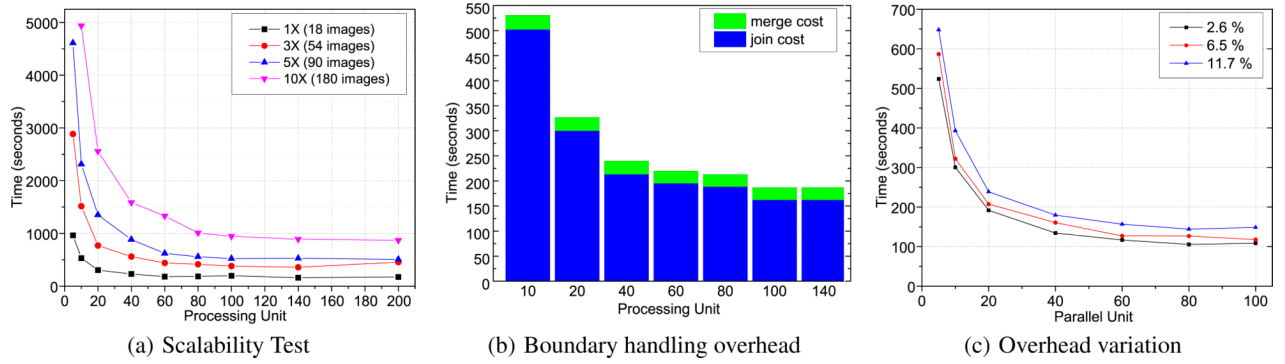 5000
4000
3000
2000
1000
0
Time (seconds)
1X (18 images)
3X (54 images)
5X (90 images)
10X (180 images)
0 20 40 60 80 100 120 140 160 180 200
Processing Unit
(a) Scalability Test
550
500
450
400
350
300
250
200
150
100
50
0
Time (seconds)
merge cost
join cost
10 20 40 60 80 100 140
Processing Unit
(b) Boundary handling overhead
700
600
500
400
300
200
100
0
Time (seconds)
2.6 %
6.5 %
11.7 %
0 20 40 60 80 100
Parallel Unit
(c) Overhead variation